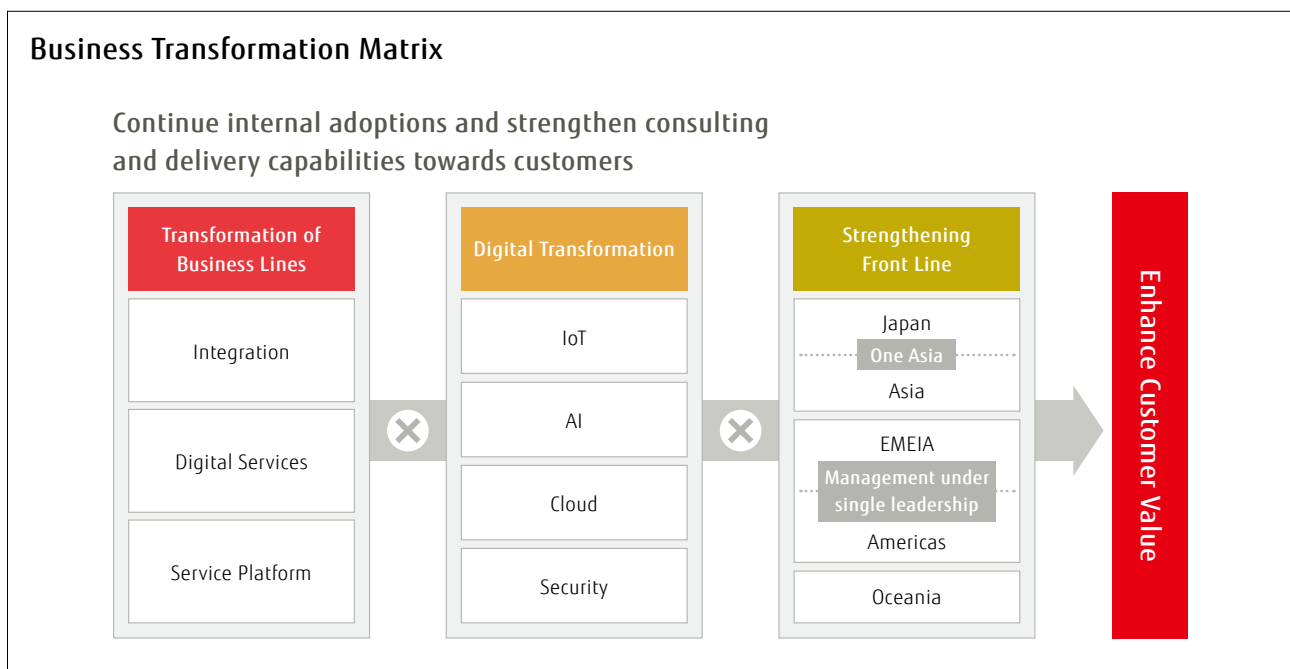 Business Transformation Matrix
Continue internal adoptions and strengthen consulting
and delivery capabilities towards customers
Transformation of
Business Lines
Integration
Digital Services
Service Platform
Digital Transformation
IoT
AI
Cloud
Security
Strengthening
Front Line
Japan
One Asia
Asia
EMEIA
Management under
single leadership
Americas
Oceania
Enhance Customer Value